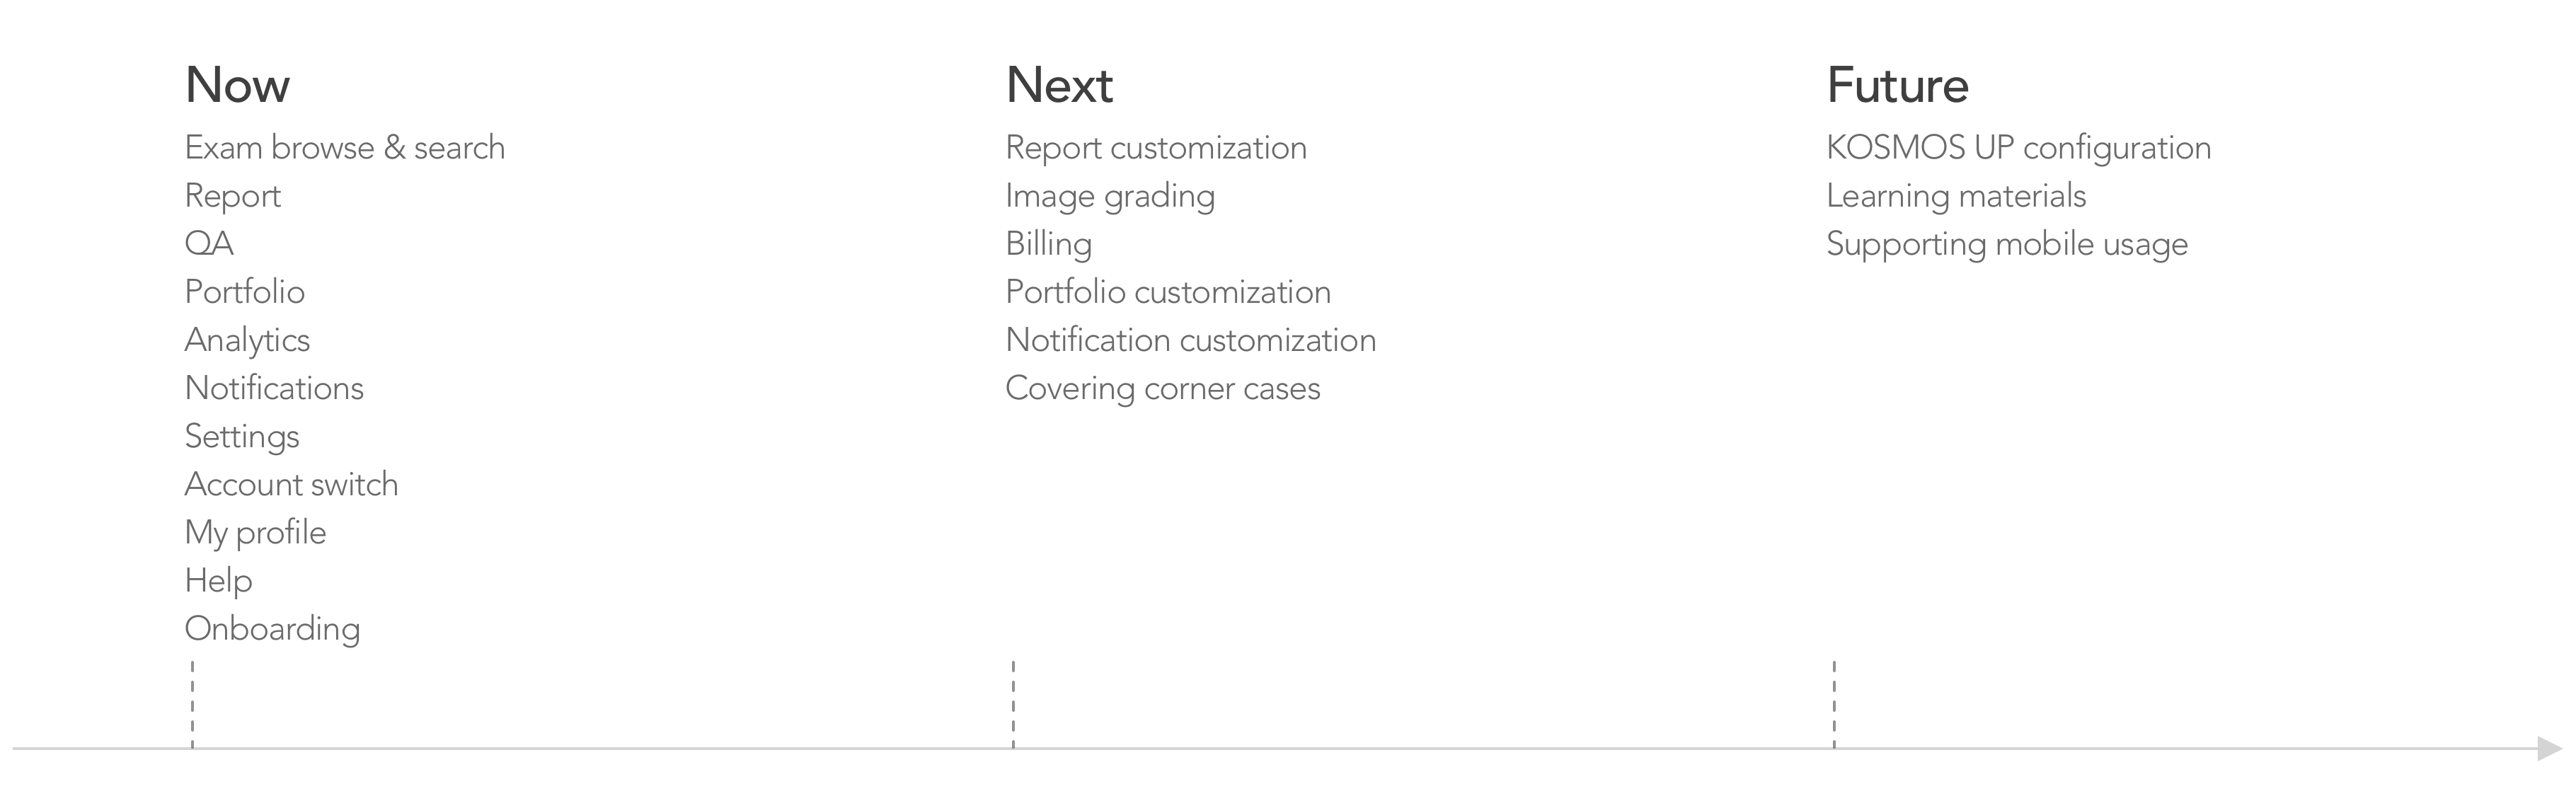 Now
Exam browse & search
Report
QA
Portfolio
Analytics
Notifications
Settings
Account switch
My profile
Help
Onboarding
Next
Report customization
Image grading
Billing
Portfolio customization
Notification customization
Covering corner cases
Future
KOSMOS UP configuration
Learning materials
Supporting mobile usage